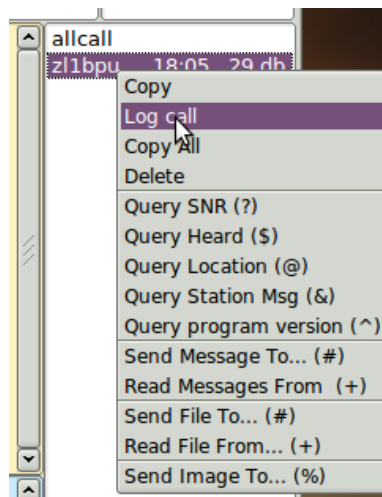 allcall
zl1bpu 18:05 29 db
Copy
Log call
Copy All
Delete
Query SNR (?)
Query Heard ($)
Query Location (@)
Query Station Msg (&)
Query program version (^)
Send Message To... (#)
Read Messages From (+)
Send File To... (#)
Read File From... (+)
Send Image To... (%)